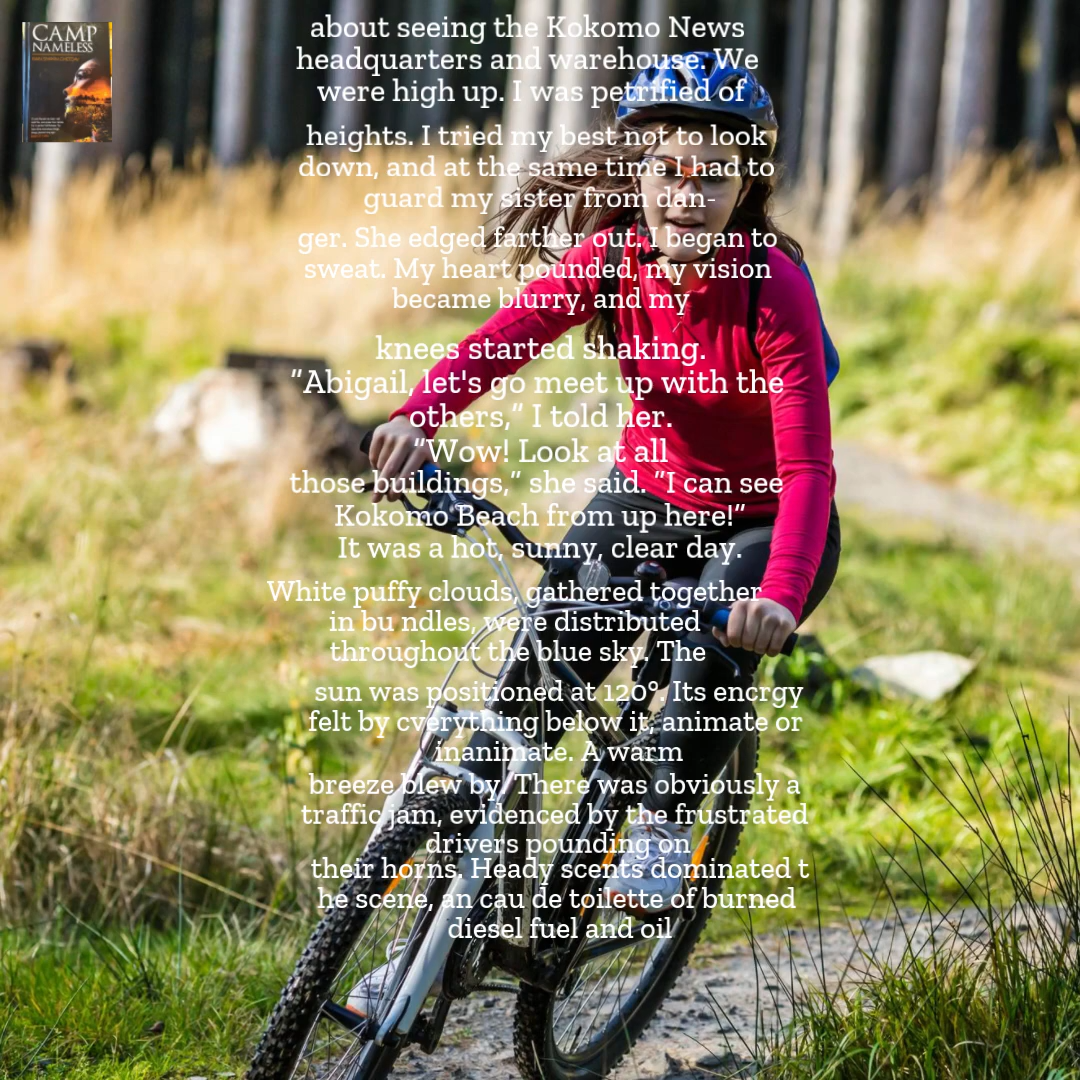 CAMP
NAMELESS
about seeing the Kokomo News
headquarters and warehouse. We
were high up. I was petrified of
heights. I tried my best not to look
down, and at the same time I had to
guard my sister from dan-
ger. She edged farther out. I began to
sweat. My heart pounded, my vision
became blurry, and my
knees started shaking.
"Abigail, let's go meet up with the
others," I told her.
"Wow! Look at all
those buildings," she said. "I can see
Kokomo Beach from up here!"
It was a hot, sunny, clear day.
White puffy clouds, gathered together
in bu ndles, were distributed
throughout the blue sky. The
sun was positioned at 120°. Its encrgy
felt by cverything below it, animate or
inanimate. A warm
breeze blew by. There was obviously a
traffic jam, evidenced by the frustrated
drivers pounding on
their horns. Heady scents dominated t
he scene, an cau de toilette of burned
diesel fuel and oil